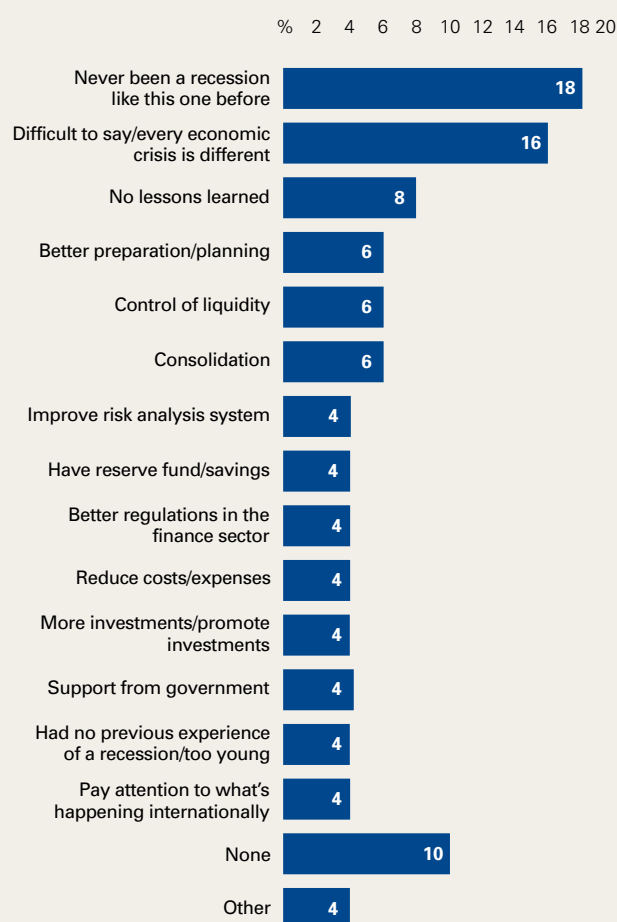 % 2 4 6 8 10 12 14 16 18 20
Never been a recession
like this one before
18
Difficult to say/every economic
crisis is different
16
No lessons learned
8
Better preparation/planning
6
Control of liquidity
6
Consolidation
6
Improve risk analysis system
4
Have reserve fund/savings
4
Better regulations in the
finance sector
4
Reduce costs/expenses
4
More investments/promote
investments
4
Support from government
4
Had no previous experience
of a recession/too young
4
Pay attention to what's
happening internationally
4
None
10
Other
4